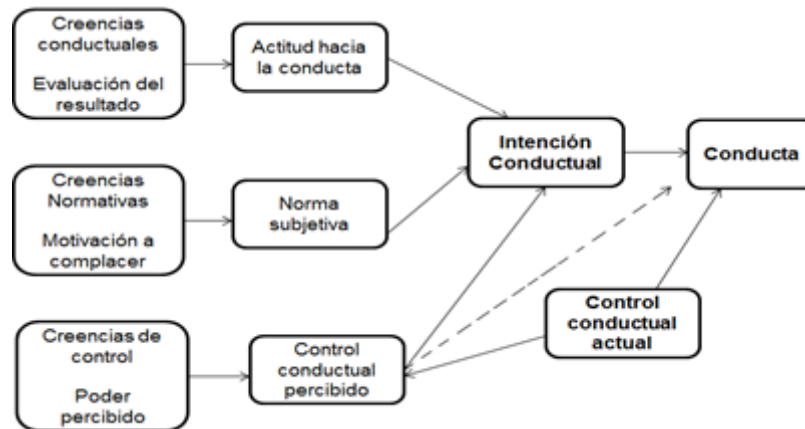 Creencias
conductuales
Evaluación del
resultado
Actitud hacia
la conducta
Intención
Conductual
Conducta
Creencias
Normativas
Motivación a
complacer
Norma
subjetiva
Control
conductual
actual
Creencias de
control
Poder
percibido
Control
conductual
percibido